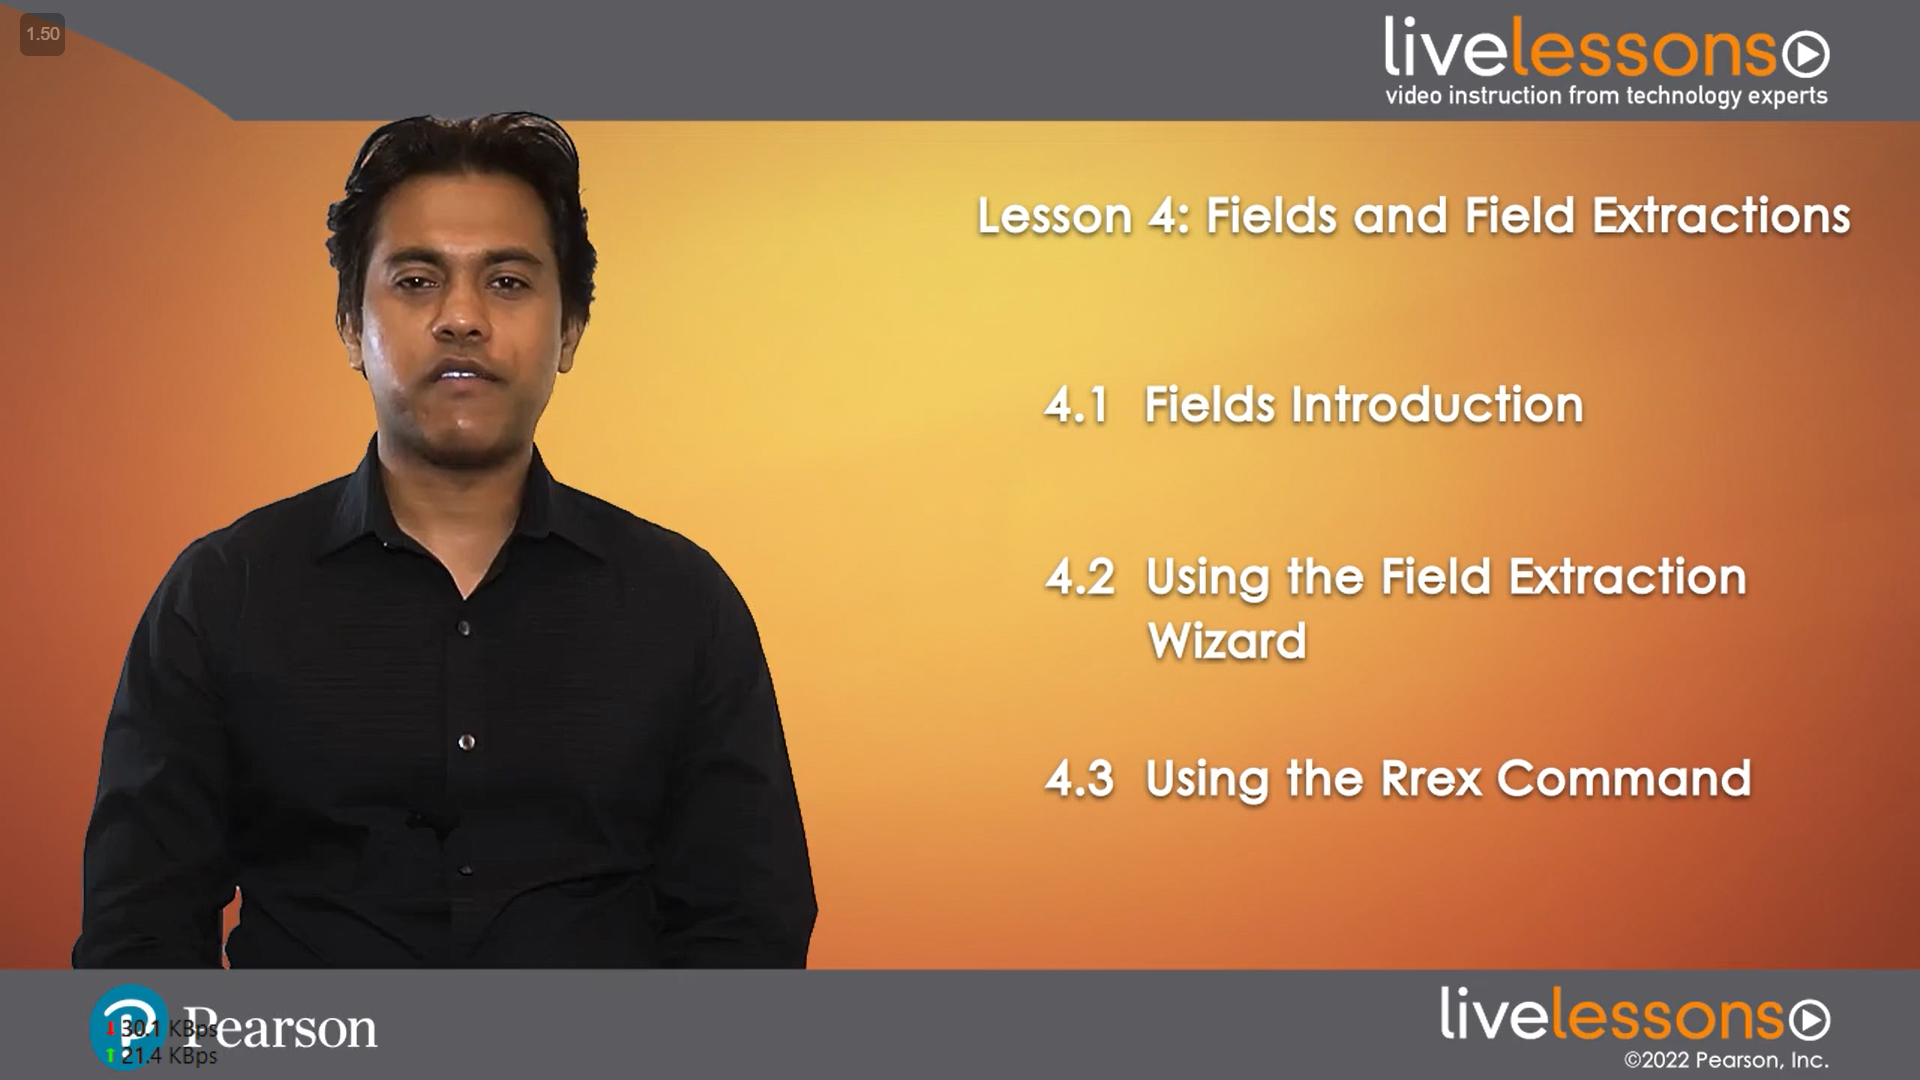 1.50
livelessons
video instruction from technology experts
Lesson 4: Fields and Field Extractions
4.1 Fields Introduction
4.2 Using the Field Extraction
Wizard
4.3 Using the Rrex Command
Pearson
30.1 KBps
21.4 KBps
livelessons
©2022 Pearson, Inc.